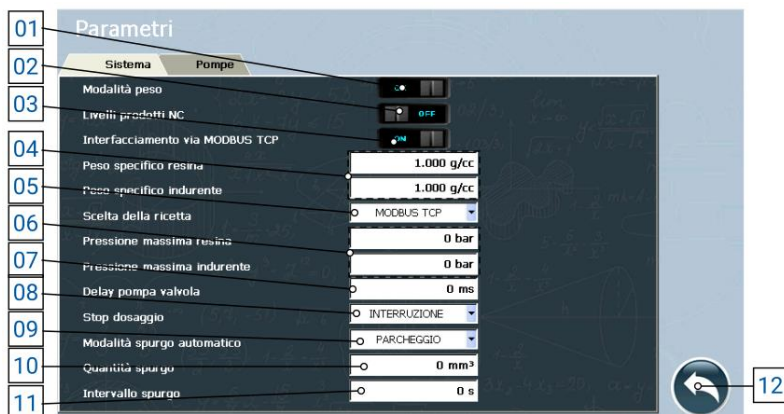 Parametri
Sistema Pompe
01 Modalità peso
02 Livelli prodotti NC OFF
03 Interfacciamento via MODBUS TCP ON
04 Peso specifico resina 1.000 g/cc
Peso specifico indurente 1.000 g/cc
05 Scelta della ricetta MODBUS TCP
06 Pressione massima resina 0 bar
Pressione massima indurente 0 bar
07 Delay pompa valvola 0 ms
08 Stop dosaggio INTERRUZIONE
09 Modalità spurgo automatico PARCHEGGIO
10 Quantità spurgo 0 mm³
11 Intervallo spurgo 0 s
12